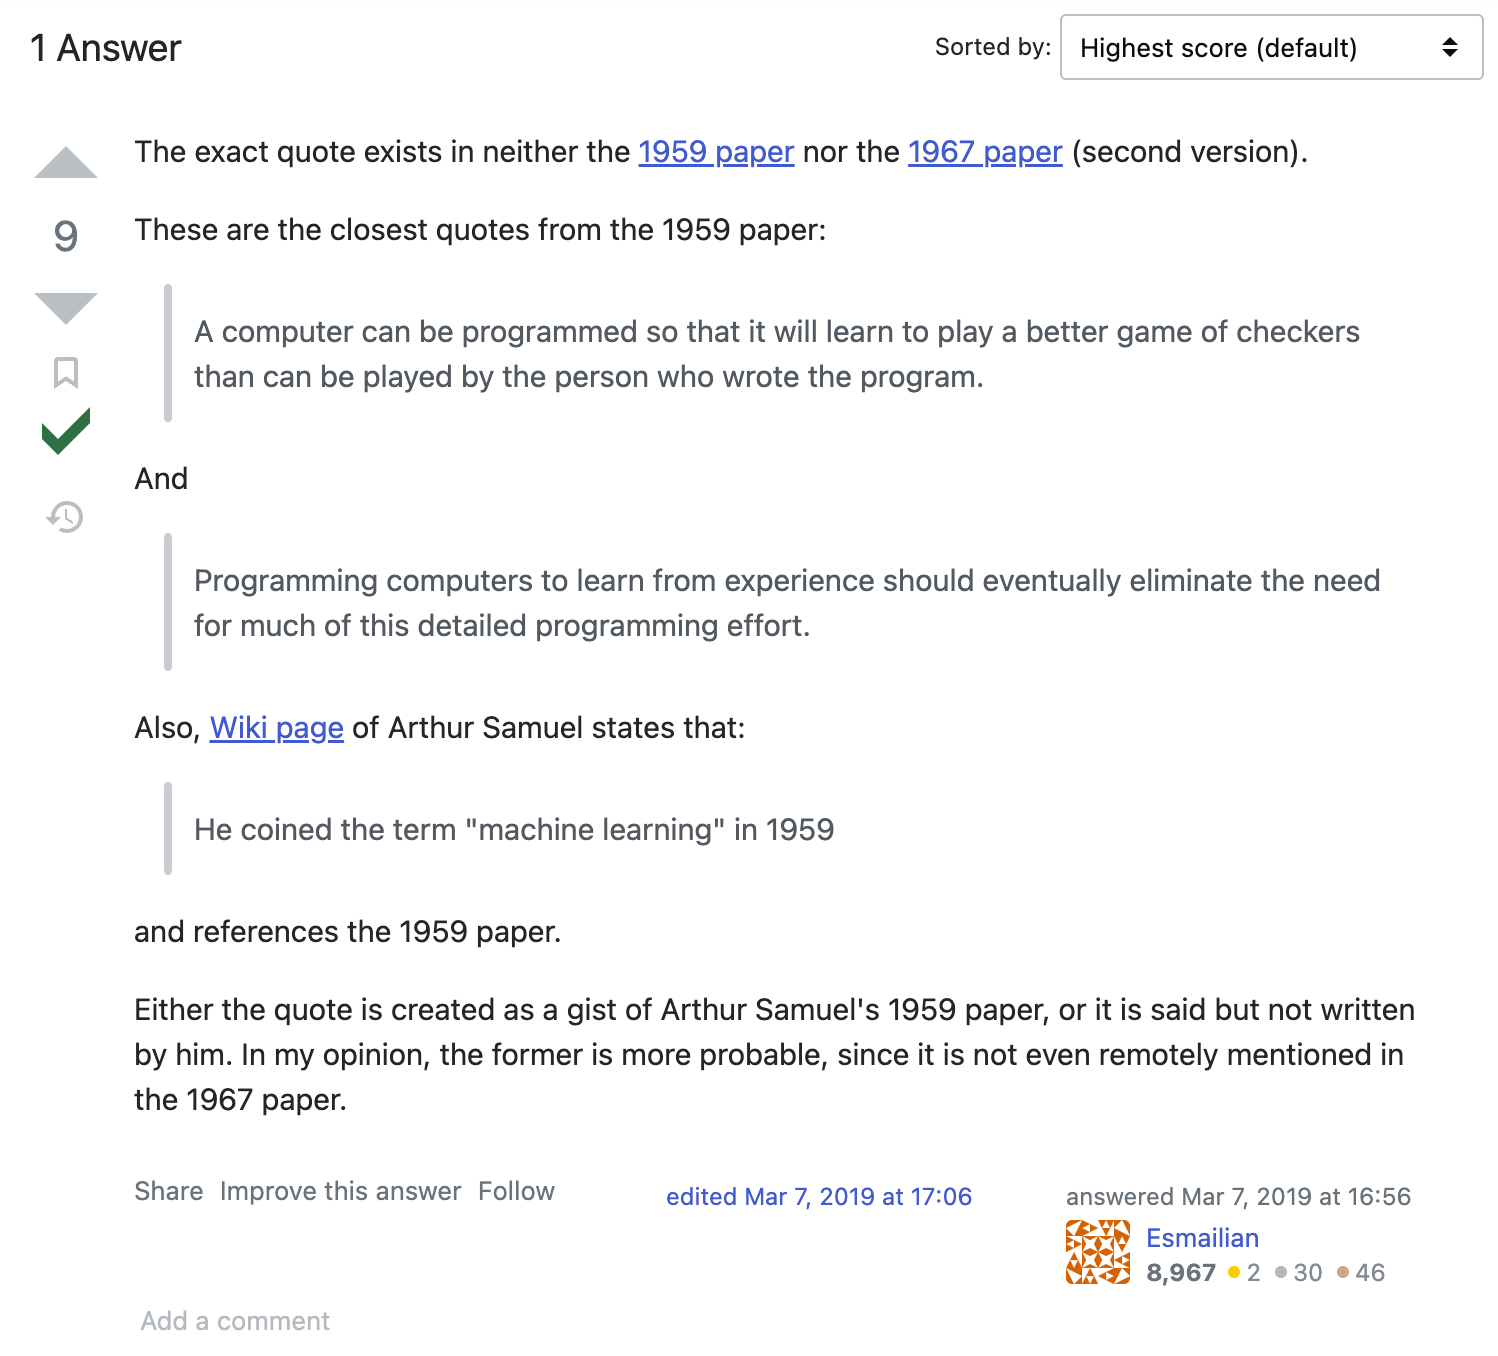 1 Answer
Sorted by:
Highest score (default)
The exact quote exists in neither the 1959 paper nor the 1967 paper (second version).
9
These are the closest quotes from the 1959 paper:
A computer can be programmed so that it will learn to play a better game of checkers
than can be played by the person who wrote the program.
And
Programming computers to learn from experience should eventually eliminate the need
for much of this detailed programming effort.
Also, Wiki page of Arthur Samuel states that:
He coined the term "machine learning" in 1959
and references the 1959 paper.
Either the quote is created as a gist of Arthur Samuel's 1959 paper, or it is said but not written
by him. In my opinion, the former is more probable, since it is not even remotely mentioned in
the 1967 paper.
Share Improve this answer Follow
edited Mar 7, 2019 at 17:06
answered Mar 7, 2019 at 16:56
Esmailian
8,967 2 30 46
Add a comment